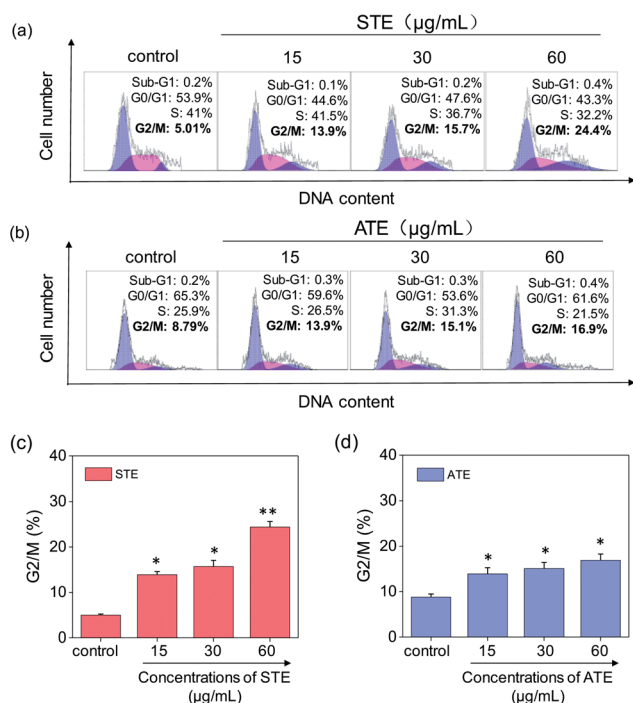 (a)
STE（μg/mL）
control
15
30
60
Cell number
Sub-G1: 0.2%
G0/G1: 53.9%
S: 41%
G2/M: 5.01%
Sub-G1: 0.1%
G0/G1: 44.6%
S: 41.5%
G2/M: 13.9%
Sub-G1: 0.2%
G0/G1: 47.6%
S: 36.7%
G2/M: 15.7%
Sub-G1: 0.4%
G0/G1: 43.3%
S: 32.2%
G2/M: 24.4%
DNA content
(b)
ATE（μg/mL）
control
15
30
60
Cell number
Sub-G1: 0.2%
G0/G1: 65.3%
S: 25.9%
G2/M: 8.79%
Sub-G1: 0.3%
G0/G1: 59.6%
S: 26.5%
G2/M: 13.9%
Sub-G1: 0.3%
G0/G1: 53.6%
S: 31.3%
G2/M: 15.1%
Sub-G1: 0.4%
G0/G1: 61.6%
S: 21.5%
G2/M: 16.9%
DNA content
(c)
G2/M (%)
40
30
20
10
0
STE
*
*
**
control
15
30
60
Concentrations of STE
(μg/mL)
(d)
G2/M (%)
40
30
20
10
0
ATE
*
*
*
control
15
30
60
Concentrations of ATE
(μg/mL)